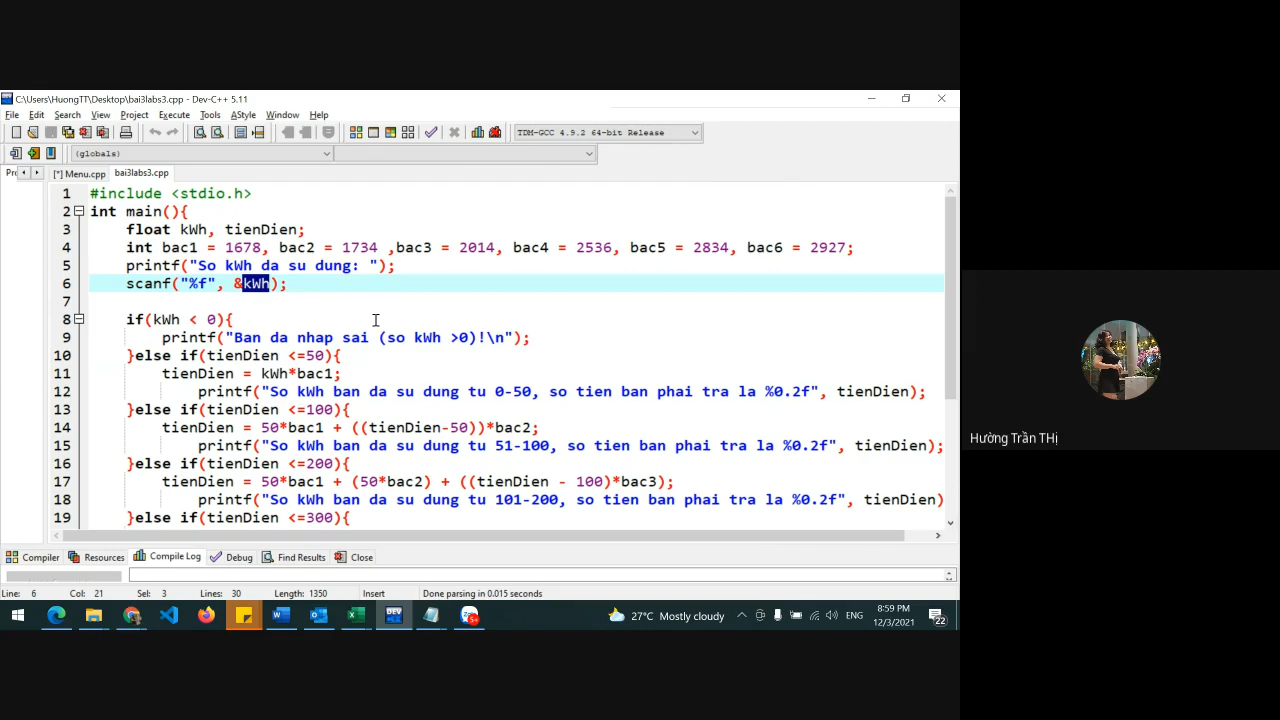 C:\Users\HuongTT\Desktop\bai3labs3.cpp - Dev-C++ 5.11
File Edit Search View Project Execute Tools AStyle Window Help
TDM-GCC 4.9.2 64-bit Release
(globals)
[*] Menu.cpp bai3labs3.cpp
1 #include <stdio.h>
2 int main(){
3 float kWh, tienDien;
4 int bac1 = 1678, bac2 = 1734 ,bac3 = 2014, bac4 = 2536, bac5 = 2834, bac6 = 2927;
5 printf("So kWh da su dung: ");
6 scanf("%f", &kWh);
7
8 if(kWh < 0){
9 printf("Ban da nhap sai (so kWh >0)!\n");
10 }else if(tienDien <=50){
11 tienDien = kWh*bac1;
12 printf("So kWh ban da su dung tu 0-50, so tien ban phai tra la %0.2f", tienDien);
13 }else if(tienDien <=100){
14 tienDien = 50*bac1 + ((tienDien-50))*bac2;
15 printf("So kWh ban da su dung tu 51-100, so tien ban phai tra la %0.2f", tienDien);
16 }else if(tienDien <=200){
17 tienDien = 50*bac1 + (50*bac2) + ((tienDien - 100)*bac3);
18 printf("So kWh ban da su dung tu 101-200, so tien ban phai tra la %0.2f", tienDien)
19 }else if(tienDien <=300){
Hường Trần THị
Compiler Resources Compile Log Debug Find Results Close
Line: 6 Col: 21 Sel: 3 Lines: 30 Length: 1350 Insert Done parsing in 0.015 seconds
27°C Mostly cloudy ENG 8:59 PM
12/3/2021 22